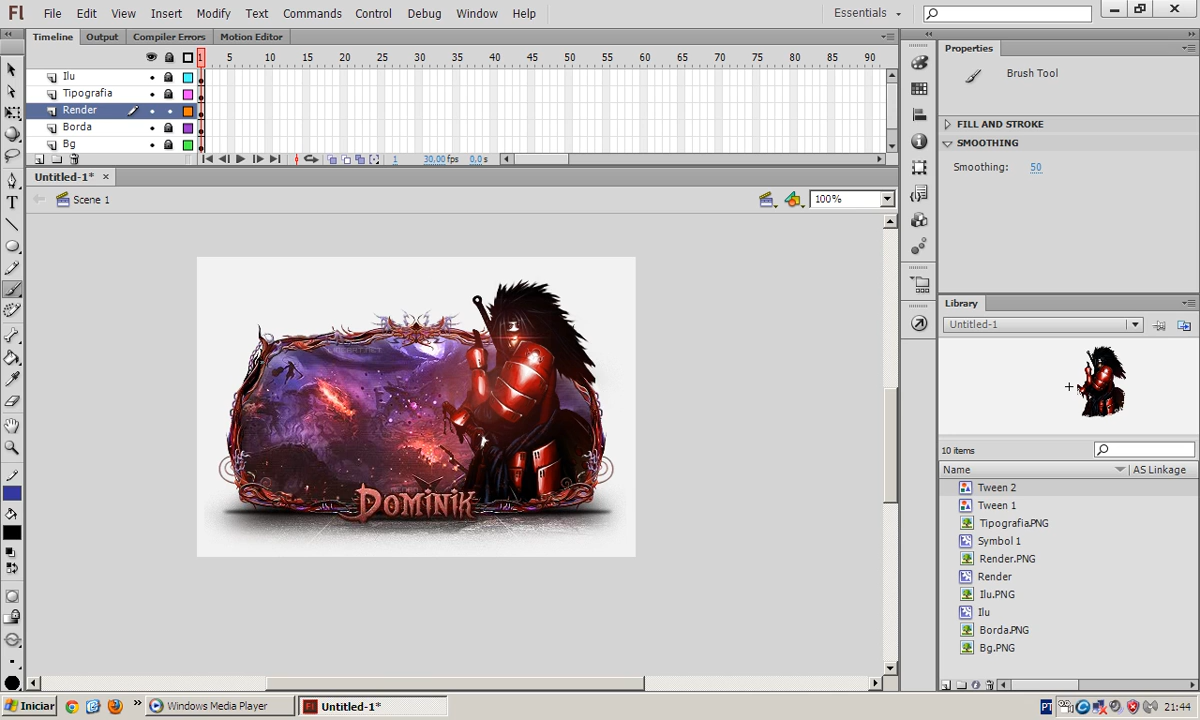 Fl File Edit View Insert Modify Text Commands Control Debug Window Help Essentials
Timeline Output Compiler Errors Motion Editor
1 5 10 15 20 25 30 35 40 45 50 55 60 65 70 75 80 85 90
Ilu
Tipografia
Render
Borda
Bg
1 30,00 fps 0,0 s
Untitled-1* ×
Scene 1 100%
Properties
Brush Tool
FILL AND STROKE
SMOOTHING
Smoothing: 50
Dominik
Library
Untitled-1
10 items
Name AS Linkage
Tween 2
Tween 1
Tipografia.PNG
Symbol 1
Render.PNG
Render
Ilu.PNG
Ilu
Borda.PNG
Bg.PNG
Iniciar » Windows Media Player Fl Untitled-1* PT 21:44